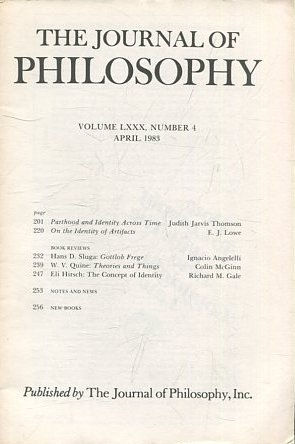 THE JOURNAL OF
PHILOSOPHY
VOLUME LXXX, NUMBER 4
APRIL 1983
page
201 Parthood and Identity Across Time Judith Jarvis Thomson
220 On the Identity of Artifacts E. J. Lowe
BOOK REVIEWS
232 Hans D. Sluga: Gottlob Frege Ignacio Angelelli
239 W. V. Quine: Theories and Things Colin McGinn
247 Eli Hirsch: The Concept of Identity Richard M. Gale
253 NOTES AND NEWS
256 NEW BOOKS
Published by The Journal of Philosophy, Inc.